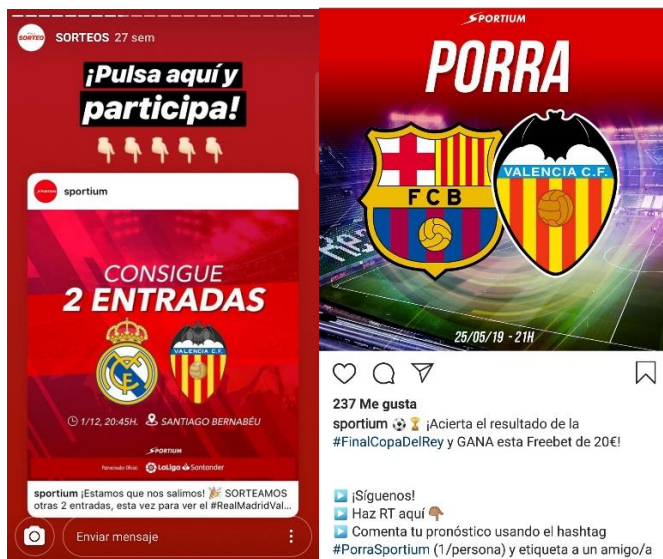 SORTEO
SORTEOS 27 sem
¡Pulsa aquí y
participa!
sportium
CONSIGUE
2 ENTRADAS
VALENCIA C.F.
1/12, 20:45H. SANTIAGO BERNABÉU
SPORTIUM
Patrocinador Oficial LaLiga Santander
sportium ¡Estamos que nos salimos! 🎉 SORTEAMOS
otras 2 entradas, esta vez para ver el #RealMadridVal...
Enviar mensaje
SPORTIUM
PORRA
FCB
VALENCIA C.F.
25/05/19 - 21H
237 Me gusta
sportium ⚽🏆 ¡Acierta el resultado de la
#FinalCopaDelRey y GANA esta Freebet de 20€!
▶️ ¡Síguenos!
▶️ Haz RT aquí 👇🏽
▶️ Comenta tu pronóstico usando el hashtag
#PorraSportium (1/persona) y etiqueta a un amigo/a